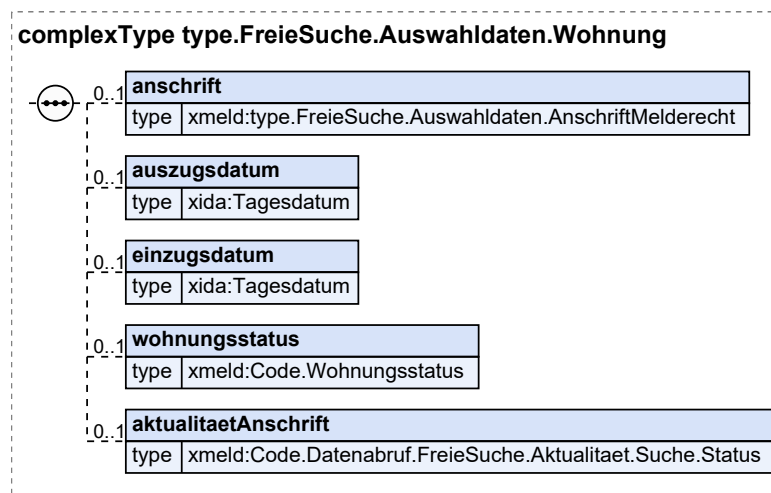 complexType type.FreieSuche.Auswahldaten.Wohnung
0..1 anschrift
type xmeld:type.FreieSuche.Auswahldaten.AnschriftMelderecht
0..1 auszugsdatum
type xida:Tagesdatum
0..1 einzugsdatum
type xida:Tagesdatum
0..1 wohnungsstatus
type xmeld:Code.Wohnungsstatus
0..1 aktualitaetAnschrift
type xmeld:Code.Datenabruf.FreieSuche.Aktualitaet.Suche.Status